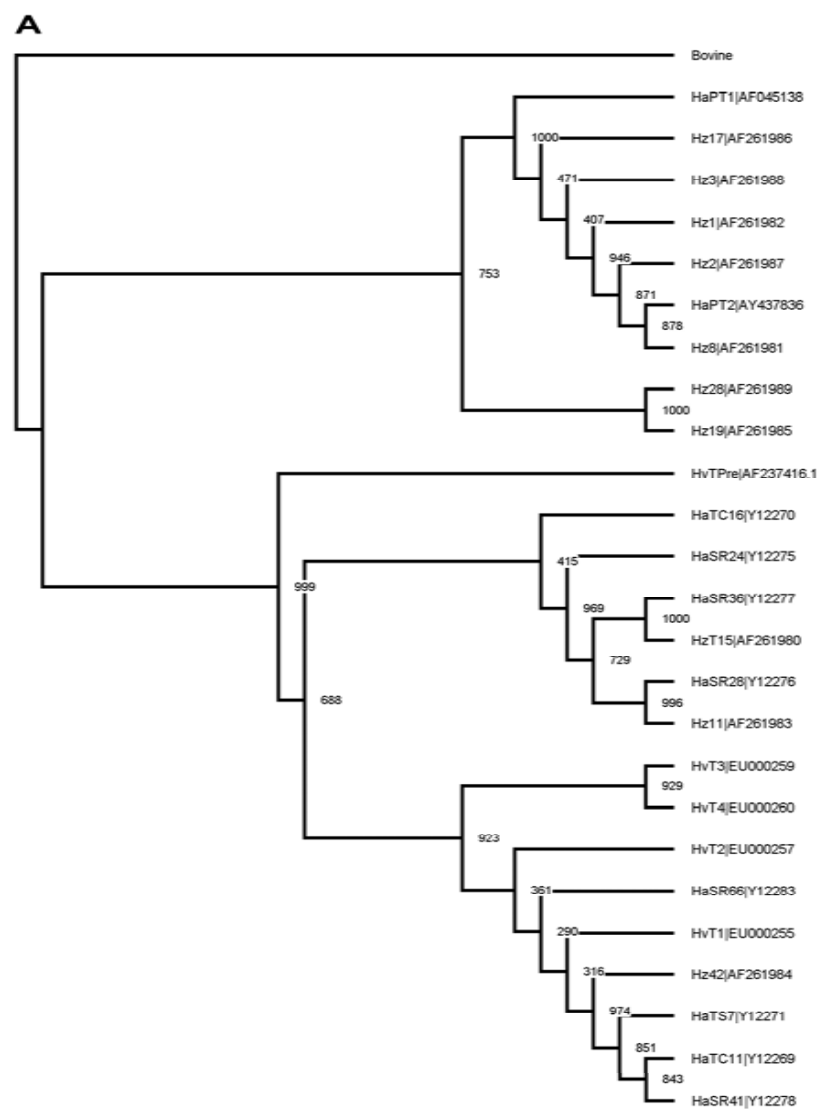 A
Bovine
HaPT1|AF045138
1000
Hz17|AF261986
471
Hz3|AF261988
407
Hz1|AF261982
946
Hz2|AF261987
753
871
HaPT2|AY437836
878
Hz8|AF261981
Hz28|AF261989
1000
Hz19|AF261985
HvTPre|AF237416.1
HaTC16|Y12270
415
HaSR24|Y12275
999
969
HaSR36|Y12277
1000
HzT15|AF261980
729
HaSR28|Y12276
688
996
Hz11|AF261983
HvT3|EU000259
929
HvT4|EU000260
923
HvT2|EU000257
361
HaSR66|Y12283
290
HvT1|EU000255
316
Hz42|AF261984
974
HaTS7|Y12271
851
HaTC11|Y12269
843
HaSR41|Y12278